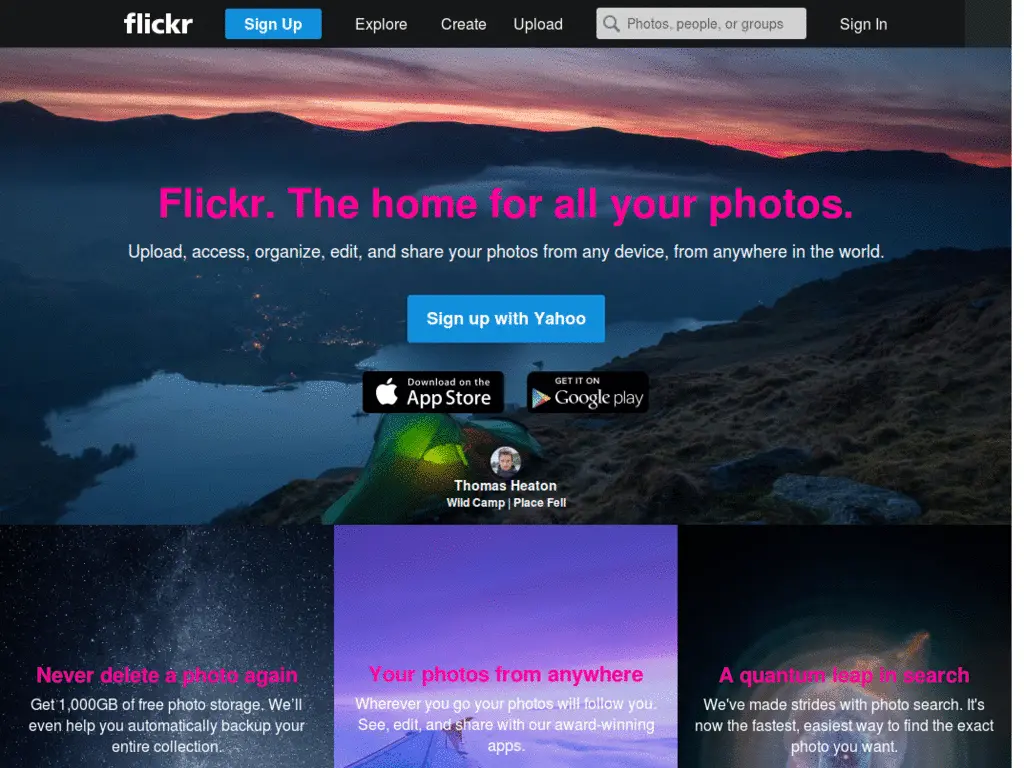 flickr
Sign Up
Explore
Create
Upload
Photos, people, or groups
Sign In
Flickr. The home for all your photos.
Upload, access, organize, edit, and share your photos from any device, from anywhere in the world.
Sign up with Yahoo
Download on the
App Store
GET IT ON
Google play
Thomas Heaton
Wild Camp | Place Fell
Never delete a photo again
Get 1,000GB of free photo storage. We'll
even help you automatically backup your
entire collection.
Your photos from anywhere
Wherever you go your photos will follow you.
See, edit, and share with our award-winning
apps.
A quantum leap in search
We've made strides with photo search. It's
now the fastest, easiest way to find the exact
photo you want.